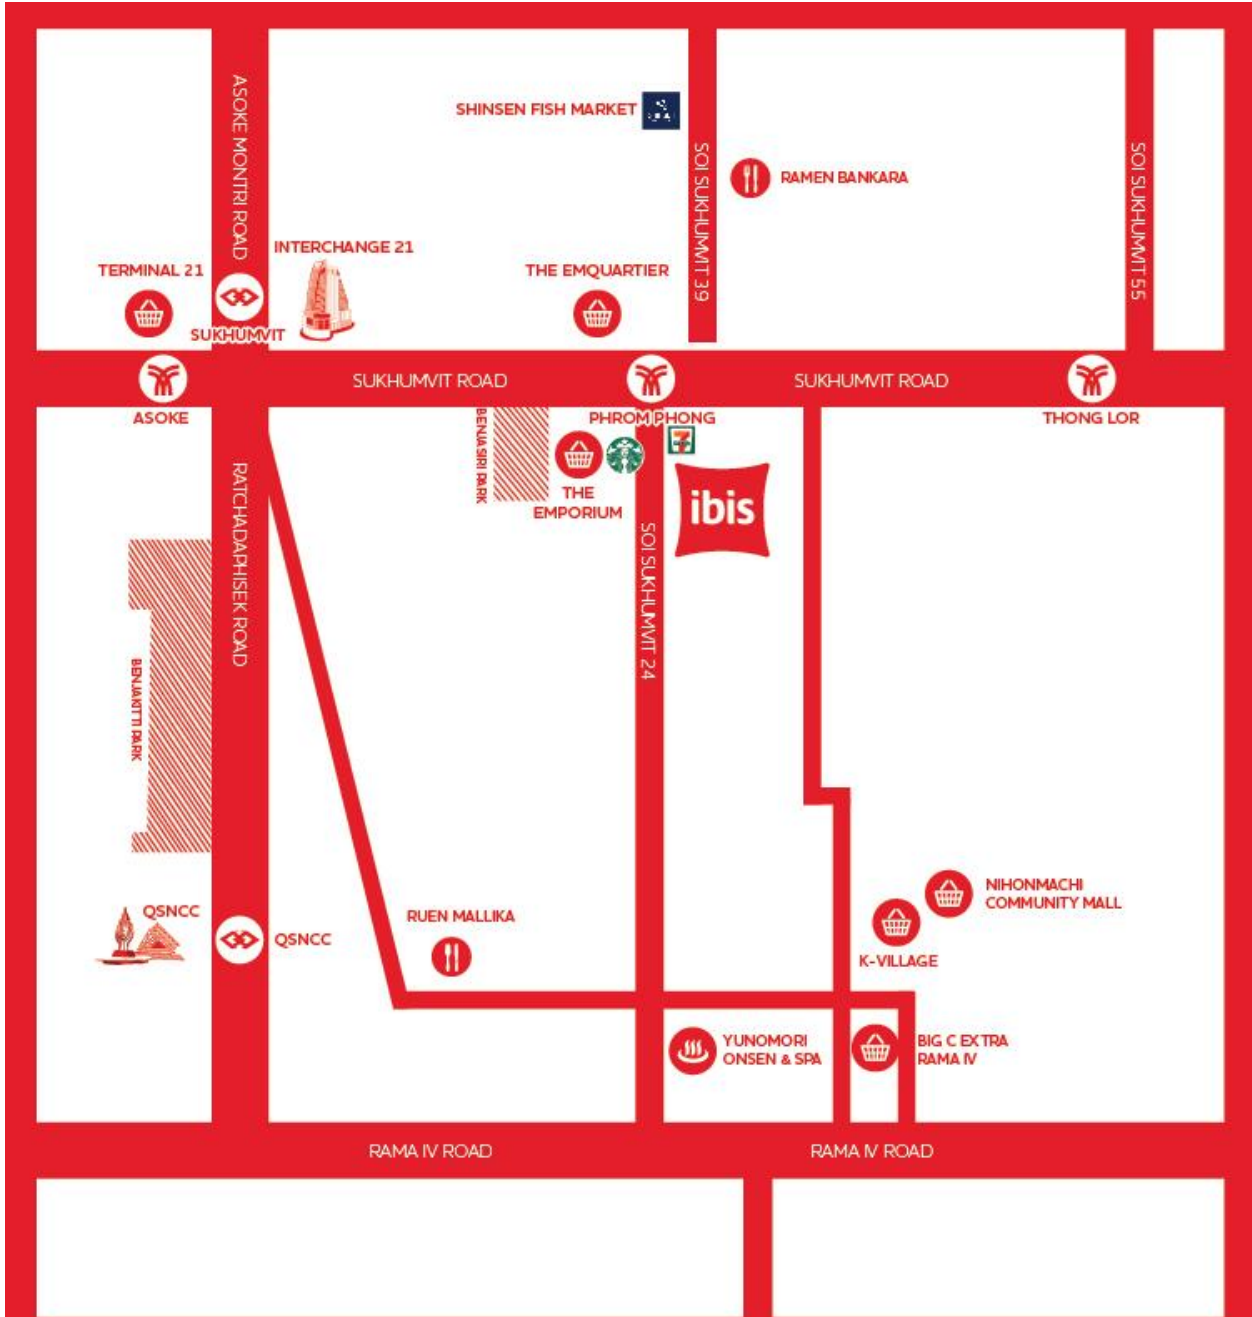 ASOKE MONTRI ROAD
SHINSEN FISH MARKET
SOI SUKHUMVIT 39
RAMEN BANKARA
SOI SUKHUMVIT 55
INTERCHANGE 21
TERMINAL 21
THE EMQUARTIER
SUKHUMVIT
SUKHUMVIT ROAD
SUKHUMVIT ROAD
ASOKE
PHROM PHONG
THONG LOR
BENJASIRI PARK
7
THE
EMPORIUM
ibis
RATCHADAPHISEK ROAD
SOI SUKHUMVIT 24
BENJAKITTI PARK
QSNCC
QSNCC
RUEN MALLIKA
NIHONMACHI
COMMUNITY MALL
K-VILLAGE
YUNOMORI
ONSEN & SPA
BIG C EXTRA
RAMA IV
RAMA IV ROAD
RAMA IV ROAD